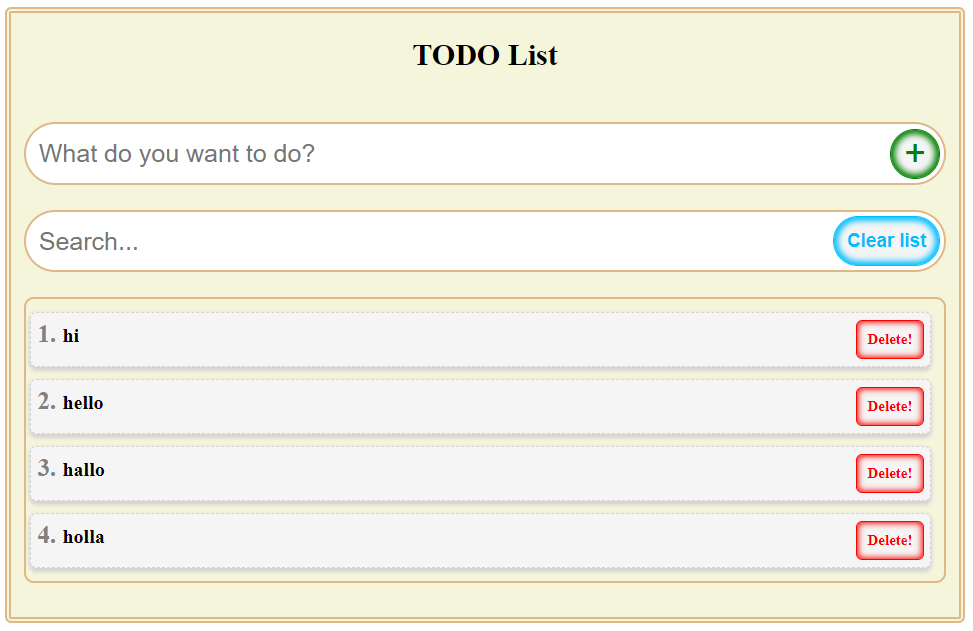 TODO List
What do you want to do?
+
Search...
Clear list
1. hi
Delete!
2. hello
Delete!
3. hallo
Delete!
4. holla
Delete!